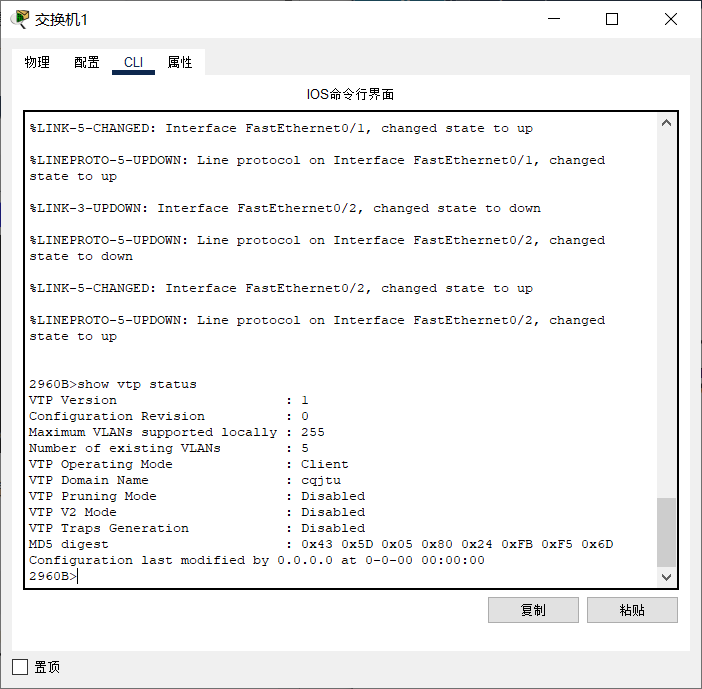 交换机1
物理 配置 CLI 属性
IOS命令行界面
%LINK-5-CHANGED: Interface FastEthernet0/1, changed state to up
%LINEPROTO-5-UPDOWN: Line protocol on Interface FastEthernet0/1, changed
state to up
%LINK-3-UPDOWN: Interface FastEthernet0/2, changed state to down
%LINEPROTO-5-UPDOWN: Line protocol on Interface FastEthernet0/2, changed
state to down
%LINK-5-CHANGED: Interface FastEthernet0/2, changed state to up
%LINEPROTO-5-UPDOWN: Line protocol on Interface FastEthernet0/2, changed
state to up
2960B>show vtp status
VTP Version : 1
Configuration Revision : 0
Maximum VLANs supported locally : 255
Number of existing VLANs : 5
VTP Operating Mode : Client
VTP Domain Name : cqjtu
VTP Pruning Mode : Disabled
VTP V2 Mode : Disabled
VTP Traps Generation : Disabled
MD5 digest : 0x43 0x5D 0x05 0x80 0x24 0xFB 0xF5 0x6D
Configuration last modified by 0.0.0.0 at 0-0-00 00:00:00
2960B>
复制 粘贴
置顶